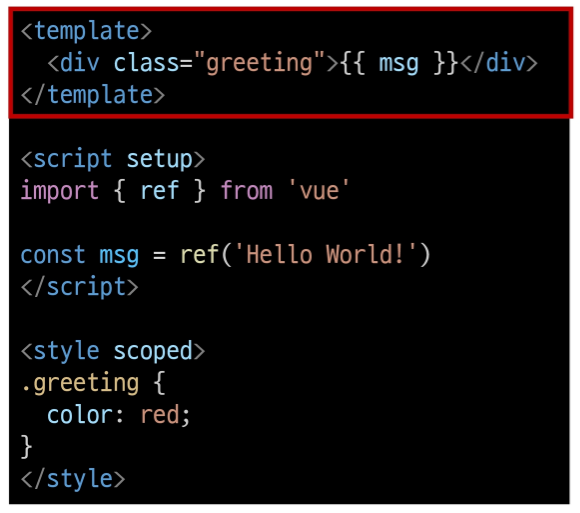 <template>
  <div class="greeting">{{ msg }}</div>
</template>

<script setup>
import { ref } from 'vue'

const msg = ref('Hello World!')
</script>

<style scoped>
.greeting {
  color: red;
}
</style>